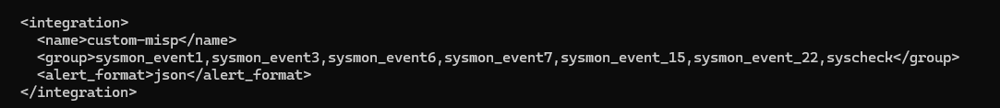 <integration>
  <name>custom-misp</name>
  <group>sysmon_event1,sysmon_event3,sysmon_event6,sysmon_event7,sysmon_event_15,sysmon_event_22,syscheck</group>
  <alert_format>json</alert_format>
</integration>